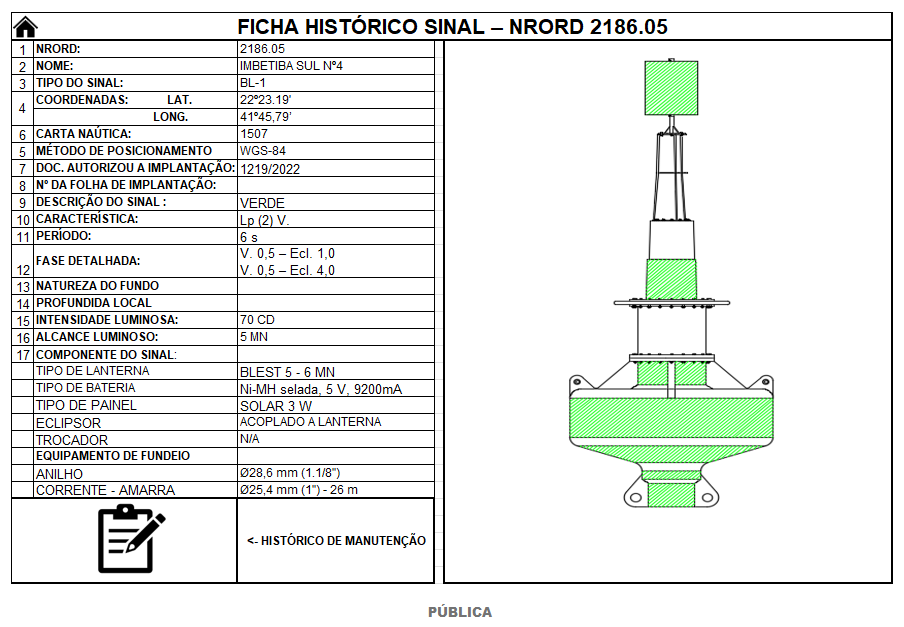 FICHA HISTÓRICO SINAL – NRORD 2186.05
1 NRORD: 2186.05
2 NOME: IMBETIBA SUL Nº4
3 TIPO DO SINAL: BL-1
4 COORDENADAS: LAT. 22º23.19'
LONG. 41º45,79'
6 CARTA NAÚTICA: 1507
5 MÉTODO DE POSICIONAMENTO WGS-84
7 DOC. AUTORIZOU A IMPLANTAÇÃO: 1219/2022
8 Nº DA FOLHA DE IMPLANTAÇÃO:
9 DESCRIÇÃO DO SINAL : VERDE
10 CARACTERÍSTICA: Lp (2) V.
11 PERÍODO: 6 s
12 FASE DETALHADA: V. 0,5 – Ecl. 1,0
V. 0,5 – Ecl. 4,0
13 NATUREZA DO FUNDO
14 PROFUNDIDA LOCAL
15 INTENSIDADE LUMINOSA: 70 CD
16 ALCANCE LUMINOSO: 5 MN
17 COMPONENTE DO SINAL:
TIPO DE LANTERNA BLEST 5 - 6 MN
TIPO DE BATERIA Ni-MH selada, 5 V, 9200mA
TIPO DE PAINEL SOLAR 3 W
ECLIPSOR ACOPLADO A LANTERNA
TROCADOR N/A
EQUIPAMENTO DE FUNDEIO
ANILHO Ø28,6 mm (1.1/8")
CORRENTE - AMARRA Ø25,4 mm (1") - 26 m
<- HISTÓRICO DE MANUTENÇÃO
PÚBLICA